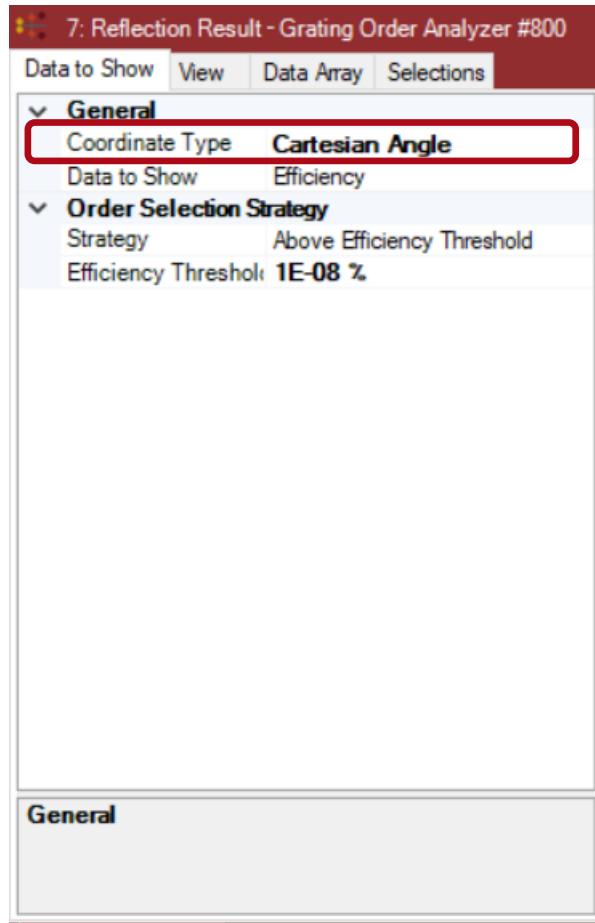 7: Reflection Result - Grating Order Analyzer #800
Data to Show View Data Array Selections
General
Coordinate Type Cartesian Angle
Data to Show Efficiency
Order Selection Strategy
Strategy Above Efficiency Threshold
Efficiency Threshol 1E-08 %
General